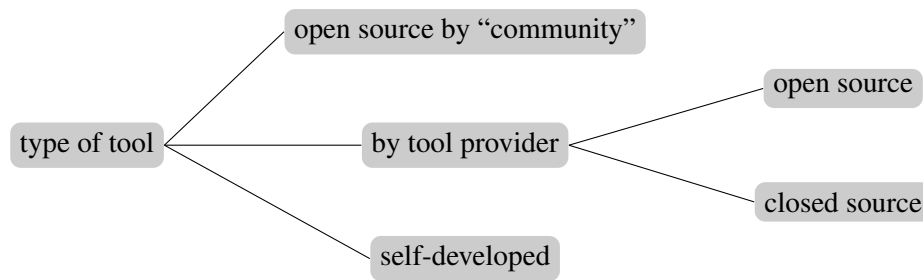 open source by “community”
open source
type of tool
by tool provider
closed source
self-developed